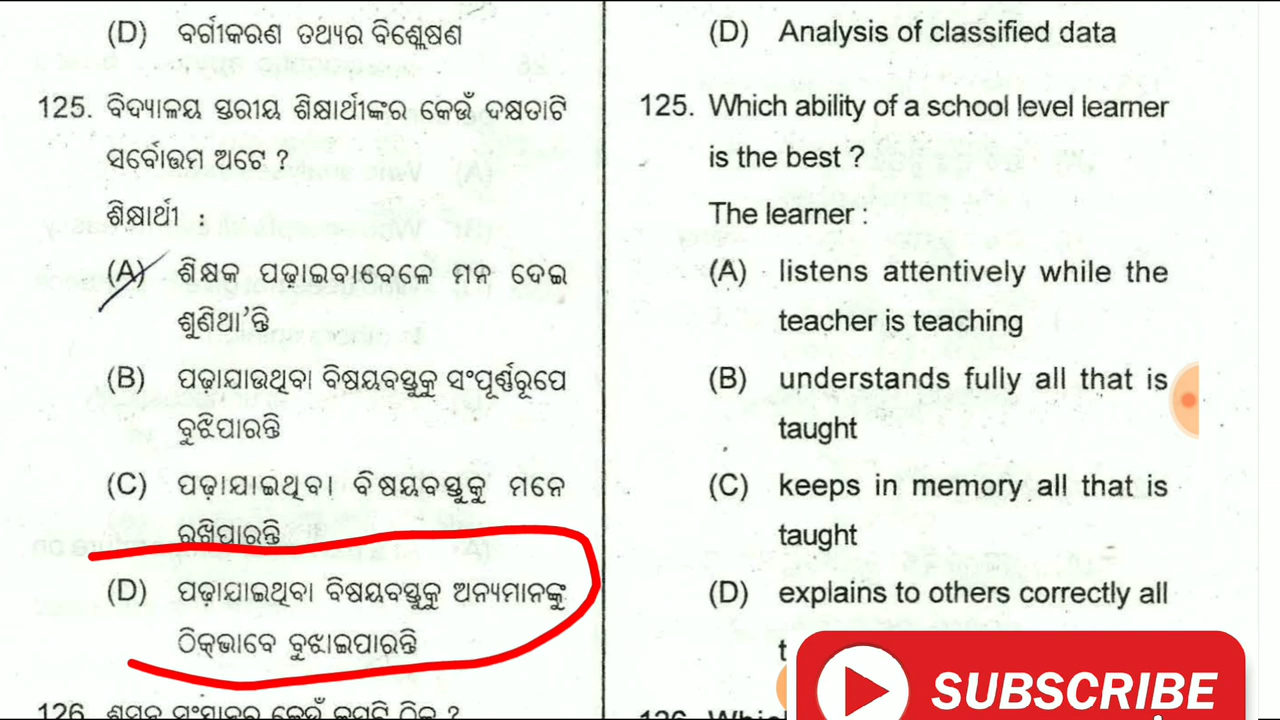 (D) ବର୍ଗୀକରଣ ତଥ୍ୟର ବିଶ୍ଳେଷଣ
125. ବିଦ୍ୟାଳୟ ସ୍ତରୀୟ ଶିକ୍ଷାର୍ଥୀଙ୍କର କେଉଁ ଦକ୍ଷତାଟି
ସର୍ବୋତ୍ତମ ଅଟେ ?
ଶିକ୍ଷାର୍ଥୀ :
(A) ଶିକ୍ଷକ ପଢ଼ାଇବାବେଳେ ମନ ଦେଇ
ଶୁଣିଥା'ନ୍ତି
(B) ପଢ଼ାଯାଉଥିବା ବିଷୟବସ୍ତୁକୁ ସଂପୂର୍ଣ୍ଣରୂପେ
ବୁଝିପାରନ୍ତି
(C) ପଢ଼ାଯାଇଥିବା ବିଷୟବସ୍ତୁକୁ ମନେ
ରଖିପାରନ୍ତି
(D) ପଢ଼ାଯାଇଥିବା ବିଷୟବସ୍ତୁକୁ ଅନ୍ୟମାନଙ୍କୁ
ଠିକ୍‌ଭାବେ ବୁଝାଇପାରନ୍ତି
126.
(D) Analysis of classified data
125. Which ability of a school level learner
is the best ?
The learner :
(A) listens attentively while the
teacher is teaching
(B) understands fully all that is
taught
(C) keeps in memory all that is
taught
(D) explains to others correctly all
SUBSCRIBE